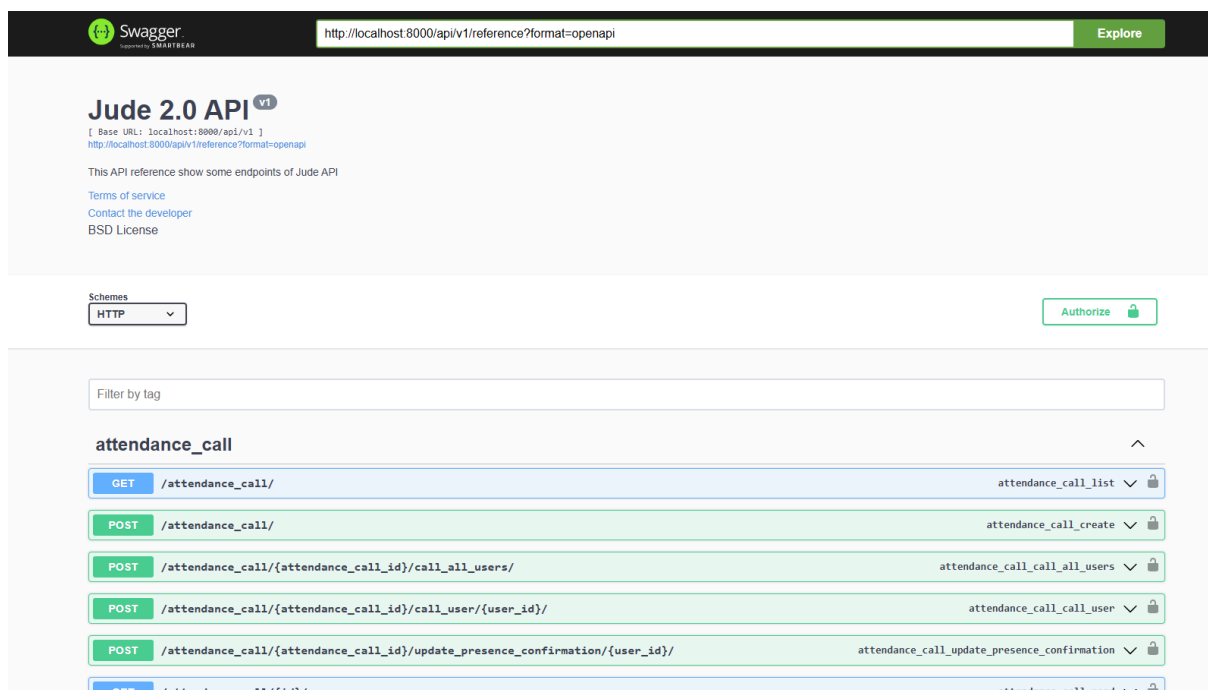 Swagger.
Supported by SMARTBEAR
http://localhost:8000/api/v1/reference?format=openapi
Explore
Jude 2.0 API v1
[ Base URL: localhost:8000/api/v1 ]
http://localhost:8000/api/v1/reference?format=openapi
This API reference show some endpoints of Jude API
Terms of service
Contact the developer
BSD License
Schemes
HTTP
Authorize
Filter by tag
attendance_call
GET /attendance_call/ attendance_call_list
POST /attendance_call/ attendance_call_create
POST /attendance_call/{attendance_call_id}/call_all_users/ attendance_call_call_all_users
POST /attendance_call/{attendance_call_id}/call_user/{user_id}/ attendance_call_call_user
POST /attendance_call/{attendance_call_id}/update_presence_confirmation/{user_id}/ attendance_call_update_presence_confirmation